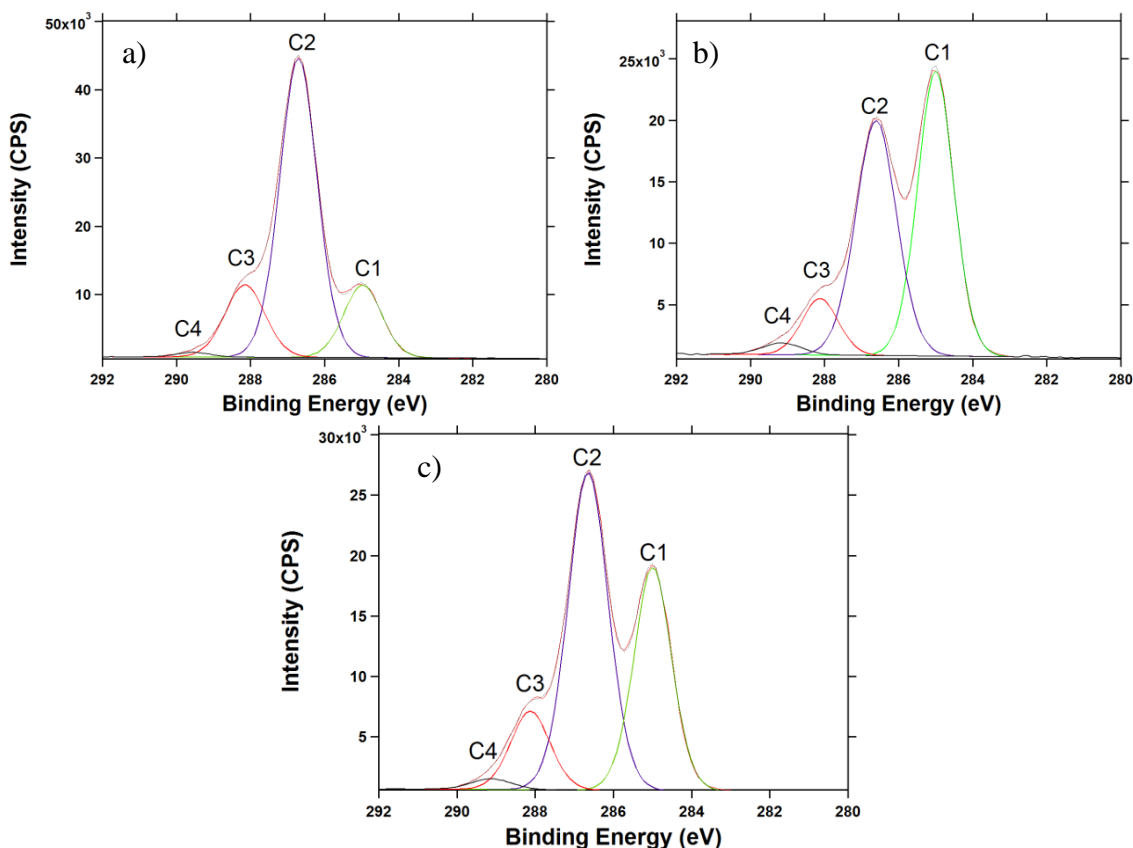 a)
50x10³
40
30
20
10
Intensity (CPS)
C2
C3
C1
C4
292 290 288 286 284 282 280
Binding Energy (eV)
b)
25x10³
20
15
10
5
Intensity (CPS)
C1
C2
C3
C4
292 290 288 286 284 282 280
Binding Energy (eV)
c)
30x10³
25
20
15
10
5
Intensity (CPS)
C2
C1
C3
C4
292 290 288 286 284 282 280
Binding Energy (eV)